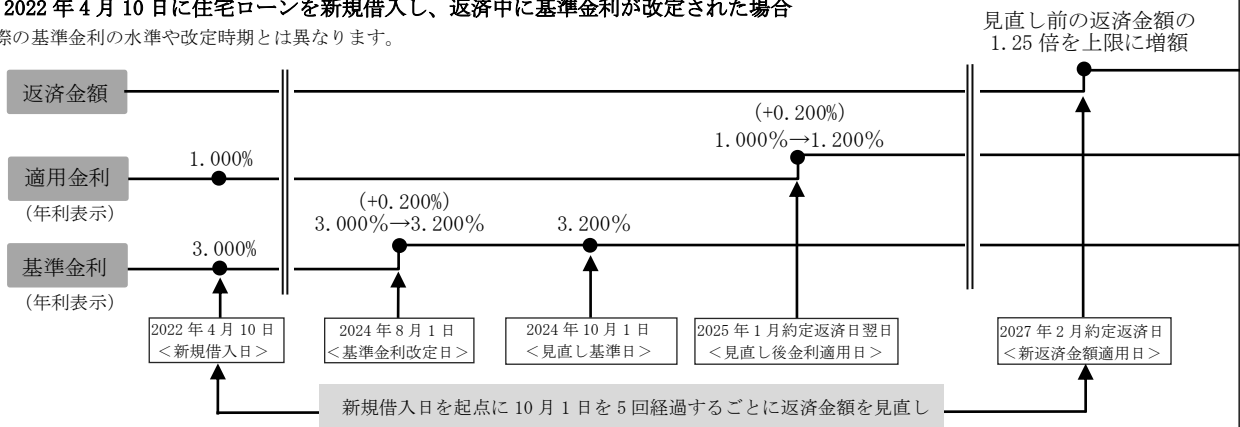 2022 年 4 月 10 日に住宅ローンを新規借入し、返済中に基準金利が改定された場合
際の基準金利の水準や改定時期とは異なります。
見直し前の返済金額の
1.25 倍を上限に増額
返済金額
(+0.200%)
1.000%→1.200%
1.000%
適用金利
（年利表示）
(+0.200%)
3.000%→3.200%
3.200%
3.000%
基準金利
（年利表示）
2022 年 4 月 10 日
＜新規借入日＞
2024 年 8 月 1 日
＜基準金利改定日＞
2024 年 10 月 1 日
＜見直し基準日＞
2025 年 1 月約定返済日翌日
＜見直し後金利適用日＞
2027 年 2 月約定返済日
＜新返済金額適用日＞
新規借入日を起点に 10 月 1 日を 5 回経過するごとに返済金額を見直し